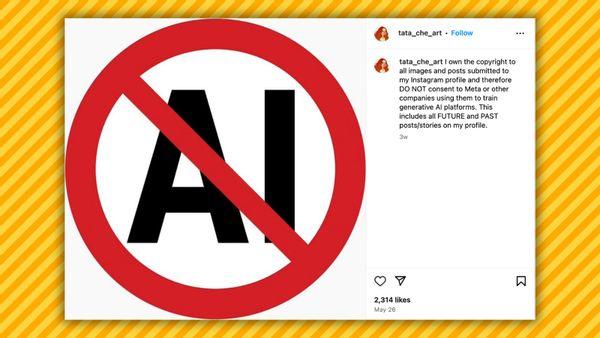 AI
tata_che_art • Follow
tata_che_art I own the copyright to
all images and posts submitted to
my Instagram profile and therefore
DO NOT consent to Meta or other
companies using them to train
generative AI platforms. This
includes all FUTURE and PAST
posts/stories on my profile.
3w
2,314 likes
May 26